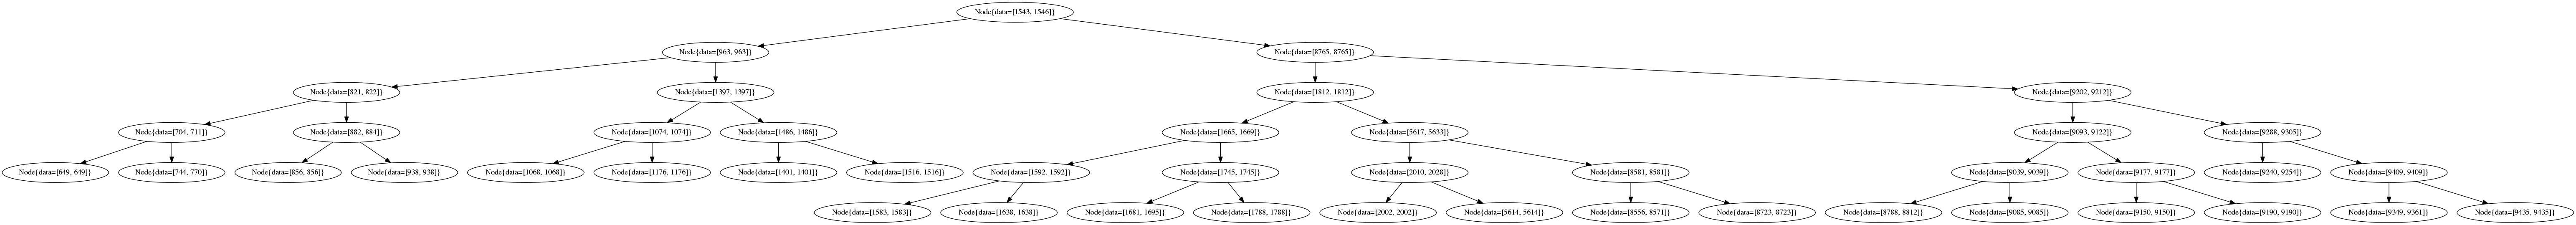 Node{data=[1543, 1546]}
Node{data=[963, 963]}
Node{data=[8765, 8765]}
Node{data=[821, 822]}
Node{data=[1397, 1397]}
Node{data=[1812, 1812]}
Node{data=[9202, 9212]}
Node{data=[704, 711]}
Node{data=[882, 884]}
Node{data=[1074, 1074]}
Node{data=[1486, 1486]}
Node{data=[1665, 1669]}
Node{data=[5617, 5633]}
Node{data=[9093, 9122]}
Node{data=[9288, 9305]}
Node{data=[649, 649]}
Node{data=[744, 770]}
Node{data=[856, 856]}
Node{data=[938, 938]}
Node{data=[1068, 1068]}
Node{data=[1176, 1176]}
Node{data=[1401, 1401]}
Node{data=[1516, 1516]}
Node{data=[1592, 1592]}
Node{data=[1745, 1745]}
Node{data=[2010, 2028]}
Node{data=[8581, 8581]}
Node{data=[9039, 9039]}
Node{data=[9177, 9177]}
Node{data=[9240, 9254]}
Node{data=[9409, 9409]}
Node{data=[1583, 1583]}
Node{data=[1638, 1638]}
Node{data=[1681, 1695]}
Node{data=[1788, 1788]}
Node{data=[2002, 2002]}
Node{data=[5614, 5614]}
Node{data=[8556, 8571]}
Node{data=[8723, 8723]}
Node{data=[8788, 8812]}
Node{data=[9085, 9085]}
Node{data=[9150, 9150]}
Node{data=[9190, 9190]}
Node{data=[9349, 9361]}
Node{data=[9435, 9435]}